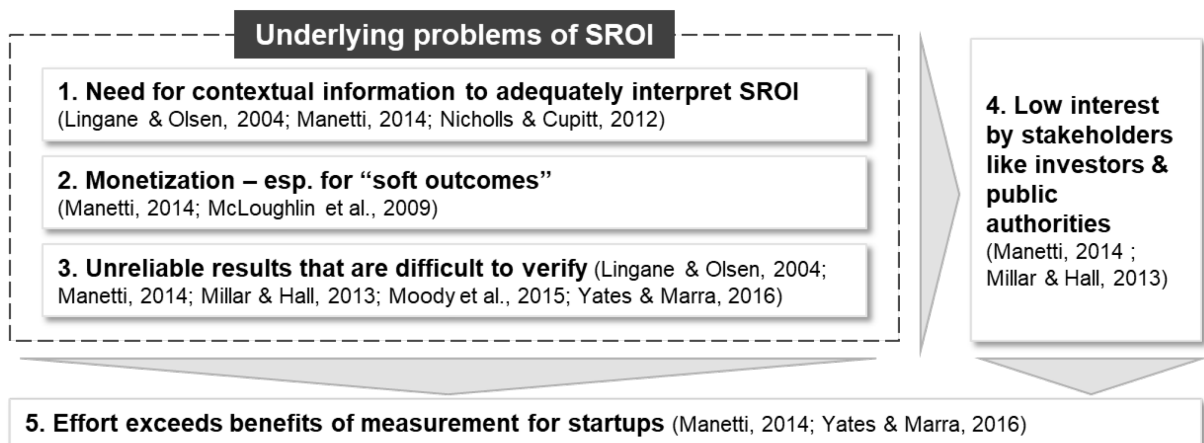 Underlying problems of SROI
1. Need for contextual information to adequately interpret SROI
(Lingane & Olsen, 2004; Manetti, 2014; Nicholls & Cupitt, 2012)
2. Monetization – esp. for “soft outcomes”
(Manetti, 2014; McLoughlin et al., 2009)
3. Unreliable results that are difficult to verify (Lingane & Olsen, 2004;
Manetti, 2014; Millar & Hall, 2013; Moody et al., 2015; Yates & Marra, 2016)
4. Low interest
by stakeholders
like investors &
public
authorities
(Manetti, 2014 ;
Millar & Hall, 2013)
5. Effort exceeds benefits of measurement for startups (Manetti, 2014; Yates & Marra, 2016)